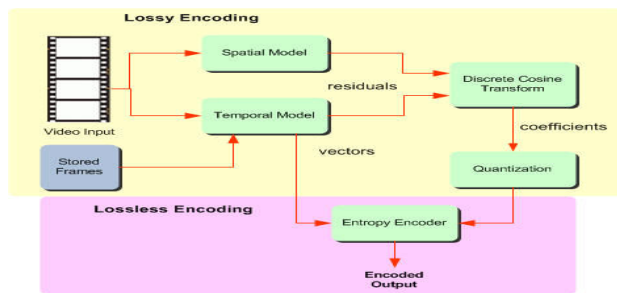 Lossy Encoding
Spatial Model
Discrete Cosine
Transform
residuals
Temporal Model
Video Input
coefficients
vectors
Stored
Frames
Quantization
Lossless Encoding
Entropy Encoder
Encoded
Output